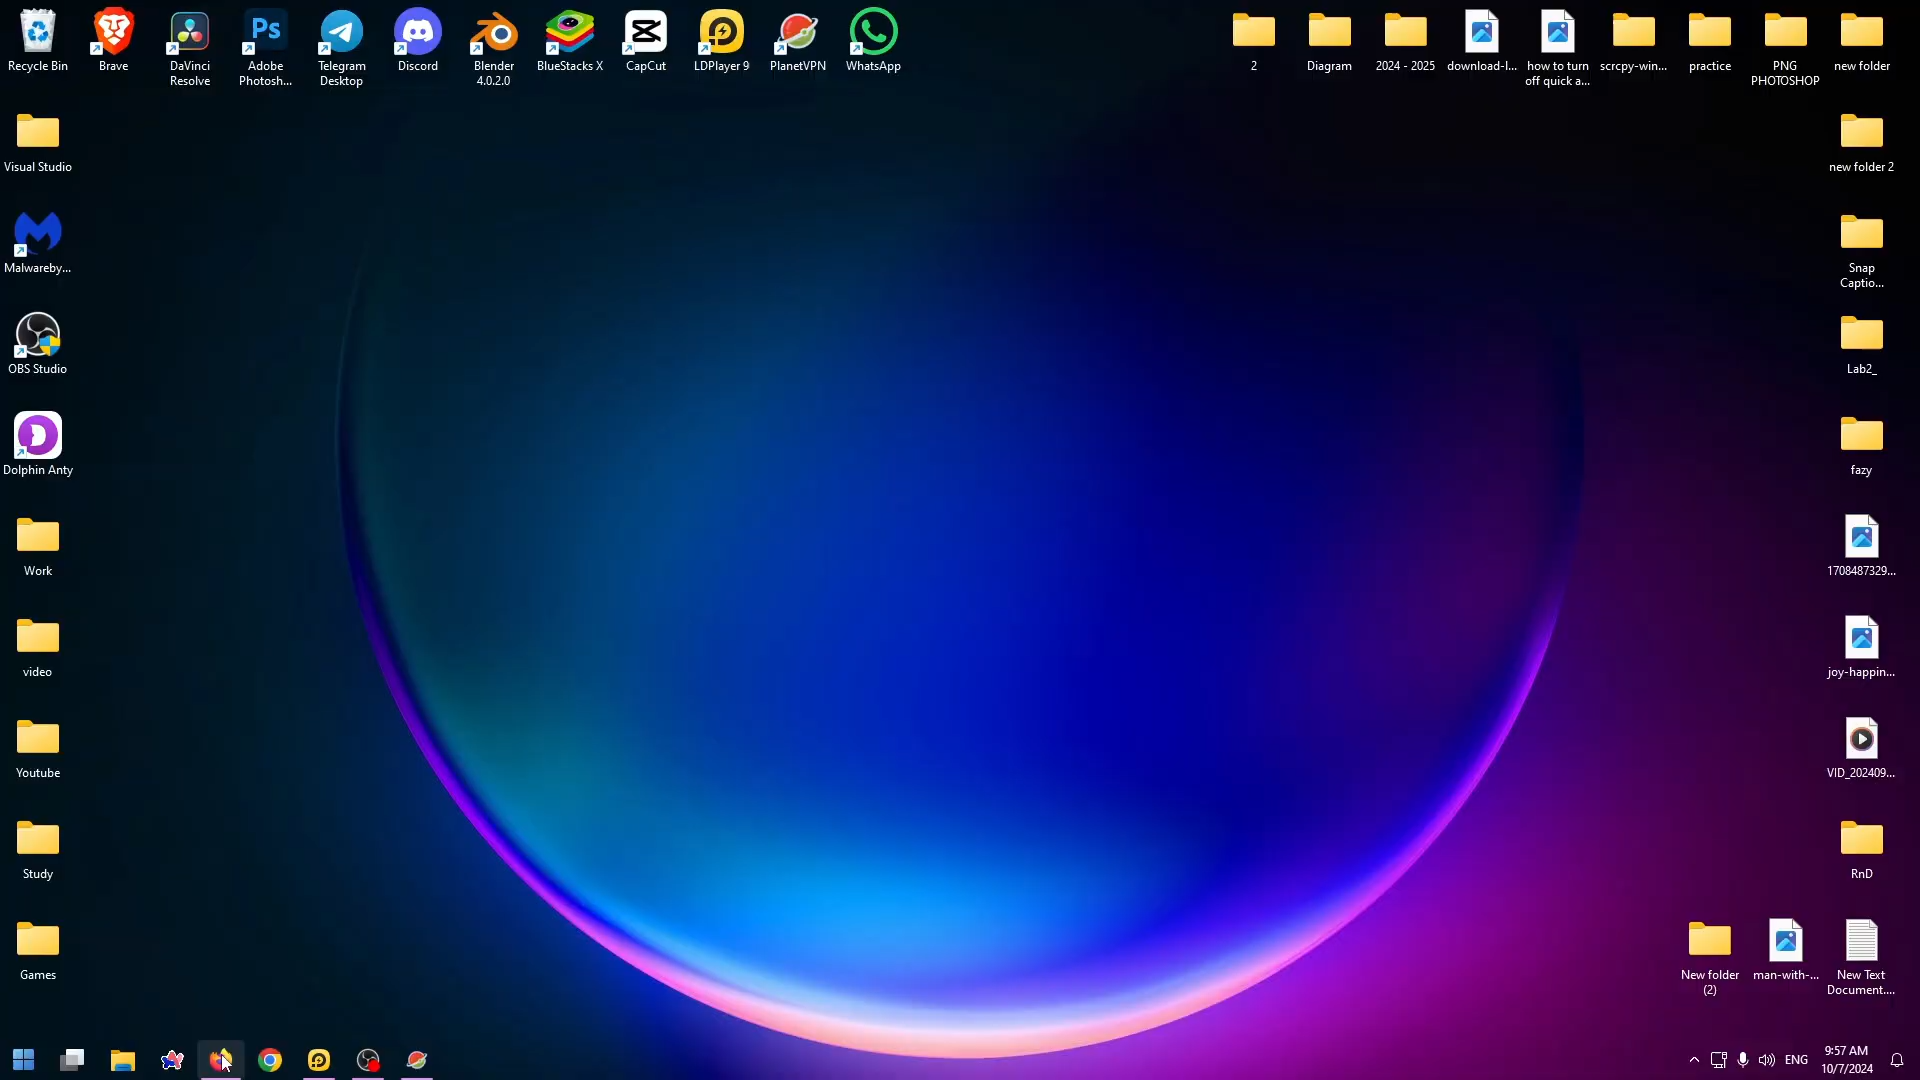 Recycle Bin
Brave
DaVinci
Resolve
Ps
Adobe
Photosh...
Telegram
Desktop
Discord
Blender
4.0.2.0
BlueStacks X
CapCut
LDPlayer 9
PlanetVPN
WhatsApp
2
Diagram
2024 - 2025
download-l...
how to turn
off quick a...
scrcpy-win...
practice
PNG
PHOTOSHOP
new folder
Visual Studio
new folder 2
Malwareby...
Snap
Captio...
OBS Studio
Lab2_
Dolphin Anty
fazy
Work
1708487329...
video
joy-happin...
Youtube
VID_202409...
Study
RnD
Games
New folder
(2)
man-with-...
New Text
Document....
ENG
9:57 AM
10/7/2024